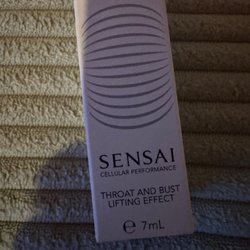 SENSAI
CELLULAR PERFORMANCE
THROAT AND BUST
LIFTING EFFECT
℮ 7mL